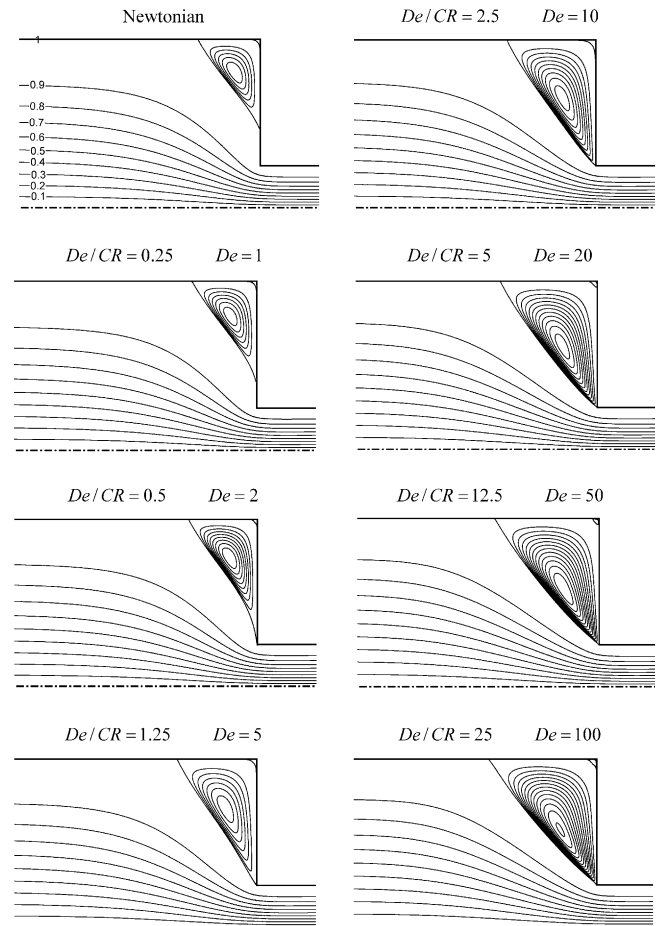 Newtonian
1
0.9
0.8
0.7
0.6
0.5
0.4
0.3
0.2
0.1
De/CR = 2.5 De = 10
De/CR = 0.25 De = 1
De/CR = 5 De = 20
De/CR = 0.5 De = 2
De/CR = 12.5 De = 50
De/CR = 1.25 De = 5
De/CR = 25 De = 100